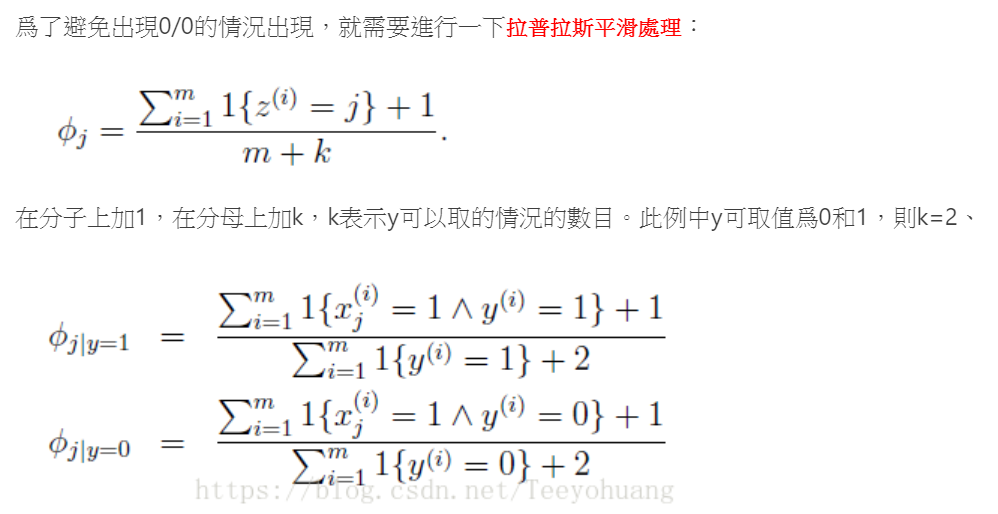 爲了避免出現0/0的情況出現，就需要進行一下拉普拉斯平滑處理：
ϕ_j = \frac{\sum_{i=1}^{m} 1\{z^{(i)} = j\} + 1}{m + k}.
在分子上加1，在分母上加k，k表示y可以取的情況的數目。此例中y可取值爲0和1，則k=2、
ϕ_{j|y=1} = \frac{\sum_{i=1}^{m} 1\{x_j^{(i)} = 1 ∧ y^{(i)} = 1\} + 1}{\sum_{i=1}^{m} 1\{y^{(i)} = 1\} + 2}
ϕ_{j|y=0} = \frac{\sum_{i=1}^{m} 1\{x_j^{(i)} = 1 ∧ y^{(i)} = 0\} + 1}{\sum_{i=1}^{m} 1\{y^{(i)} = 0\} + 2}
https://blog.csdn.net/Teeyohuang